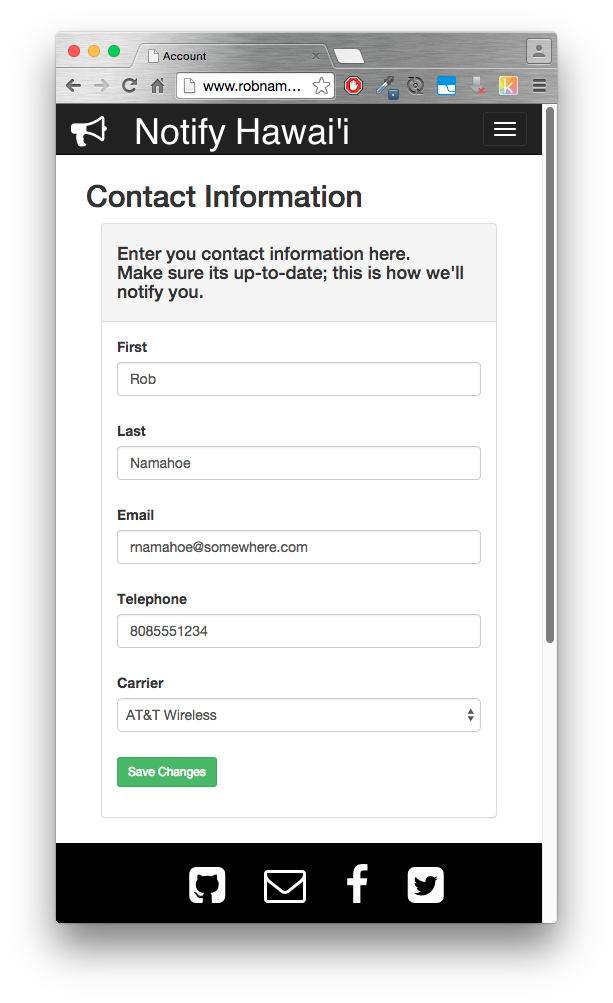 Account
www.robnam...
Notify Hawai'i
Contact Information
Enter you contact information here.
Make sure its up-to-date; this is how we'll
notify you.
First
Rob
Last
Namahoe
Email
rnamahoe@somewhere.com
Telephone
8085551234
Carrier
AT&T Wireless
Save Changes